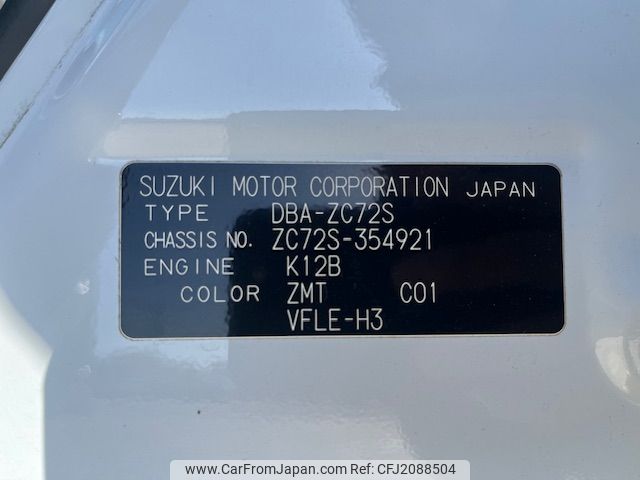 SUZUKI MOTOR CORPORATION JAPAN
TYPE DBA-ZC72S
CHASSIS NO. ZC72S-354921
ENGINE K12B
COLOR ZMT C01
VFLE-H3
www.CarFromJapan.com : Ref No. CFJ2088504